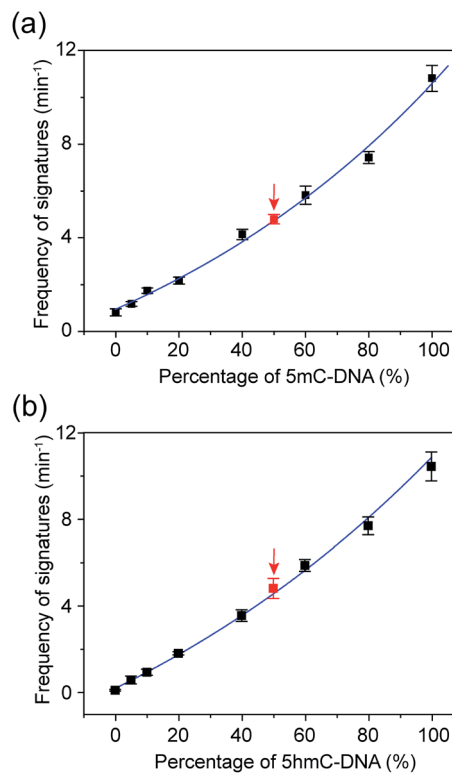 (a)
Frequency of signatures (min⁻¹)
12
8
4
0
0 20 40 60 80 100
Percentage of 5mC-DNA (%)
(b)
Frequency of signatures (min⁻¹)
12
8
4
0
0 20 40 60 80 100
Percentage of 5hmC-DNA (%)